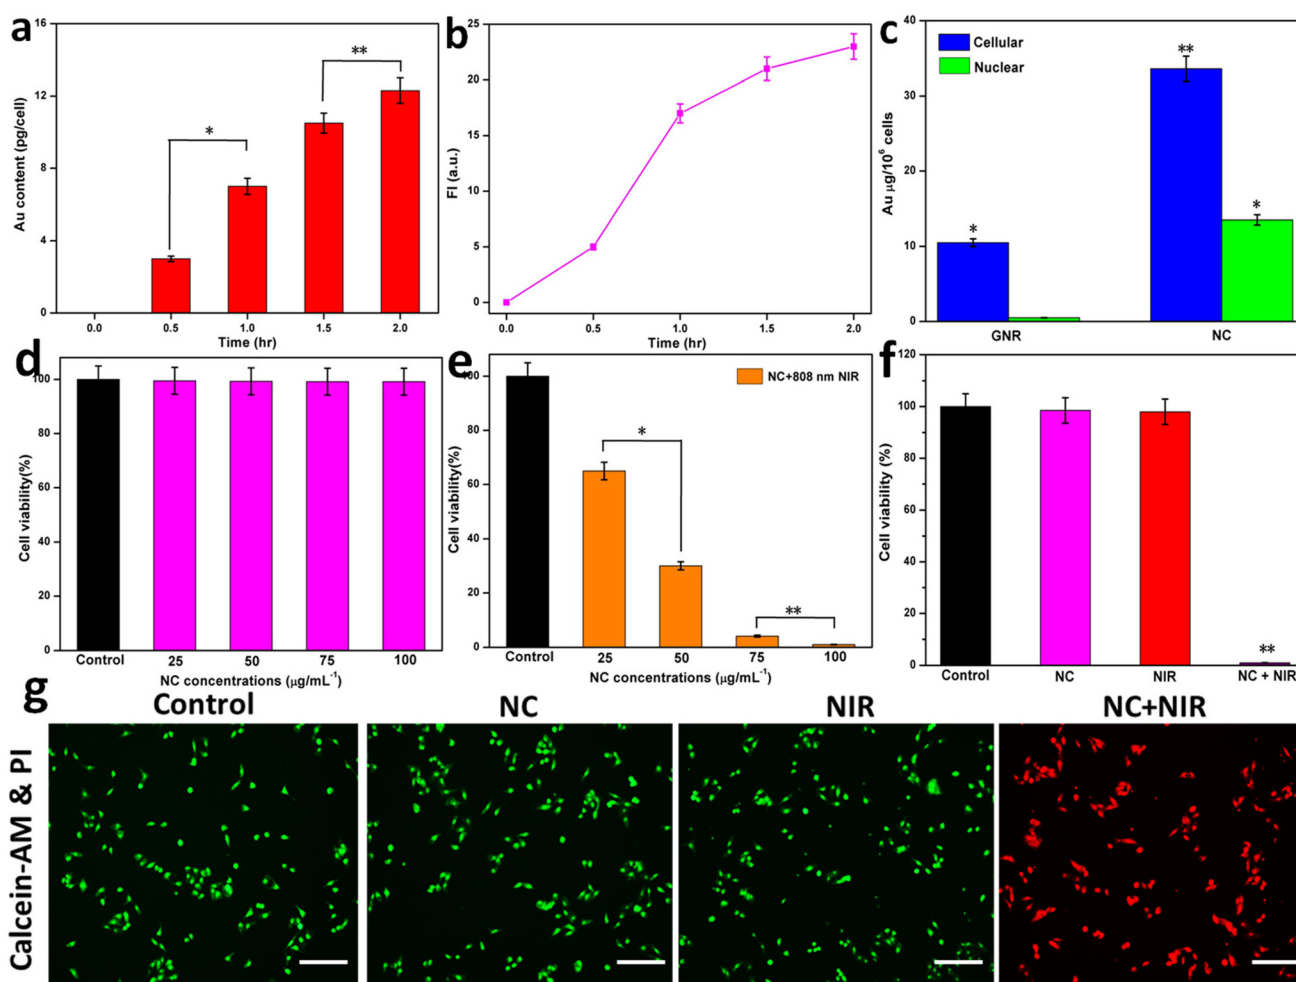 a
16
12
8
4
0
Au content (pg/cell)
*
**
0.0 0.5 1.0 1.5 2.0
Time (hr)
b
25
20
15
10
5
0
FI (a.u.)
0.0 0.5 1.0 1.5 2.0
Time (hr)
c
40
30
20
10
0
Au µg/10⁶ cells
Cellular
Nuclear
*
**
*
GNR NC
d
100
80
60
40
20
0
Cell viability(%)
Control 25 50 75 100
NC concentrations (µg/mL⁻¹)
e
100
80
60
40
20
0
Cell viability(%)
NC+808 nm NIR
*
**
Control 25 50 75 100
NC concentrations (µg/mL⁻¹)
f
120
100
80
60
40
20
0
Cell viability (%)
**
Control NC NIR NC + NIR
g
Control NC NIR NC+NIR
Calcein-AM & PI